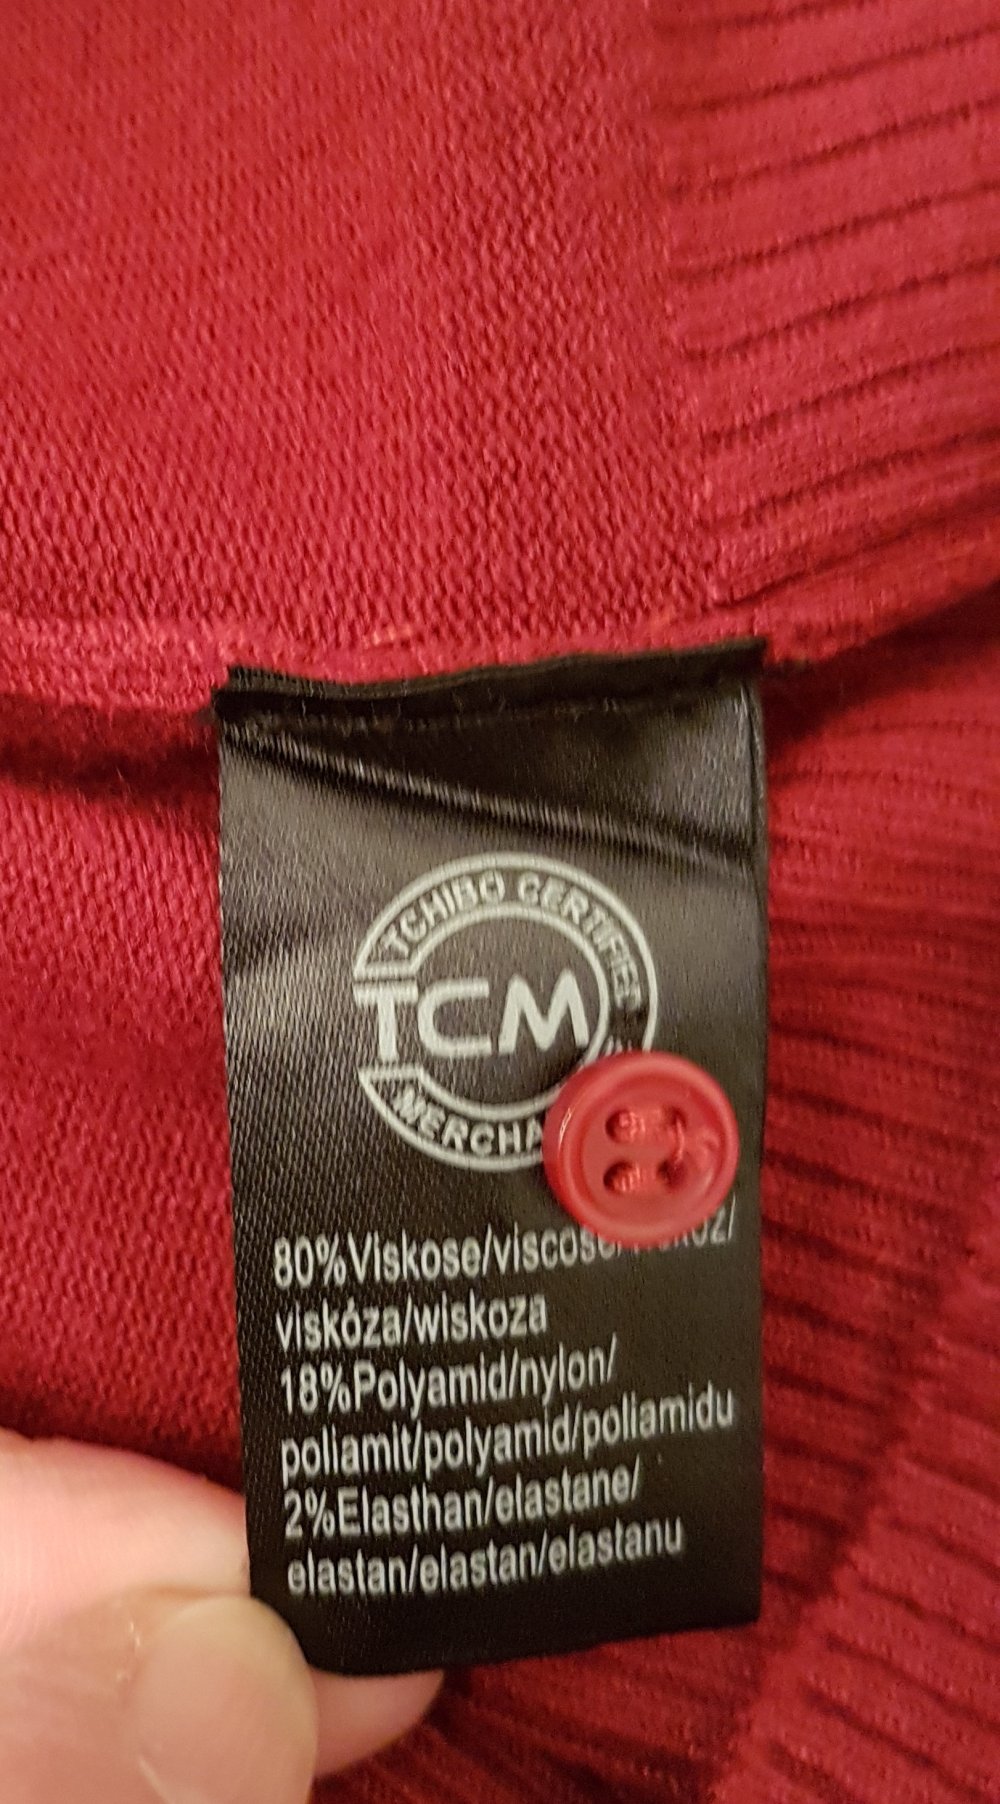 TCHIBO CERTIFIED
TCM
80%Viskose/viscose/
viskóza/wiskoza
18%Polyamid/nylon/
poliamit/polyamid/poliamidu
2%Elasthan/elastane/
elastan/elastan/elastanu